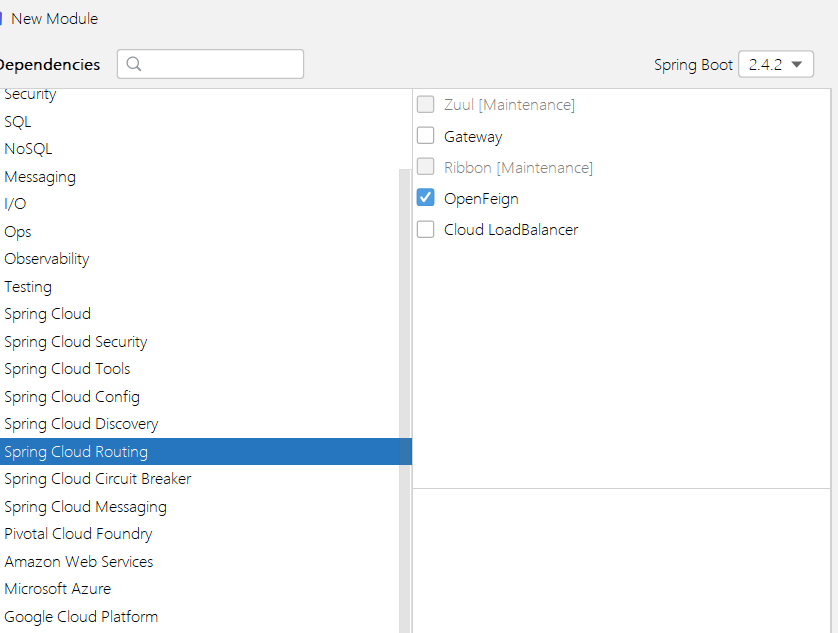 New Module
Dependencies
Spring Boot 2.4.2
Security
SQL
NoSQL
Messaging
I/O
Ops
Observability
Testing
Spring Cloud
Spring Cloud Security
Spring Cloud Tools
Spring Cloud Config
Spring Cloud Discovery
Spring Cloud Routing
Spring Cloud Circuit Breaker
Spring Cloud Messaging
Pivotal Cloud Foundry
Amazon Web Services
Microsoft Azure
Google Cloud Platform
Zuul [Maintenance]
Gateway
Ribbon [Maintenance]
OpenFeign
Cloud LoadBalancer